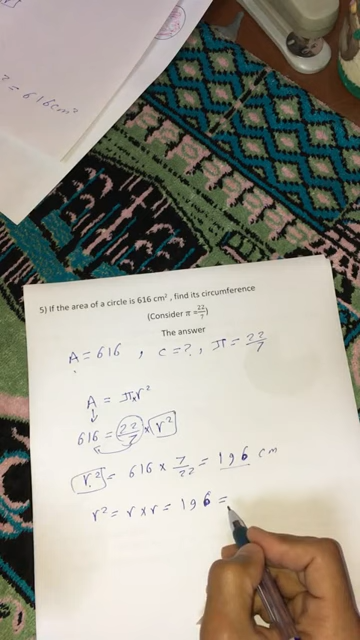 ² = 616 cm²
5) If the area of a circle is 616 cm², find its circumference
(Consider π = 22/7)
The answer
A = 616 , C = ? , π = 22/7
A = π × r²
616 = 22/7 × r²
r² = 616 × 7/22 = 196 cm
r² = r × r = 196 =